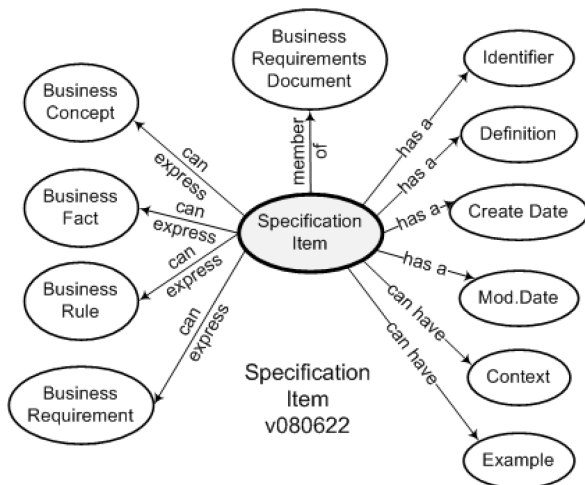 Business
Requirements
Document
Identifier
Business
Concept
has a
Definition
can
express
member
of
has a
Business
Fact
can
express
Specification
Item
has a
Create Date
Business
Rule
can
express
has a
Mod.Date
can
express
can have
can have
Business
Requirement
Specification
Item
v080622
Context
Example